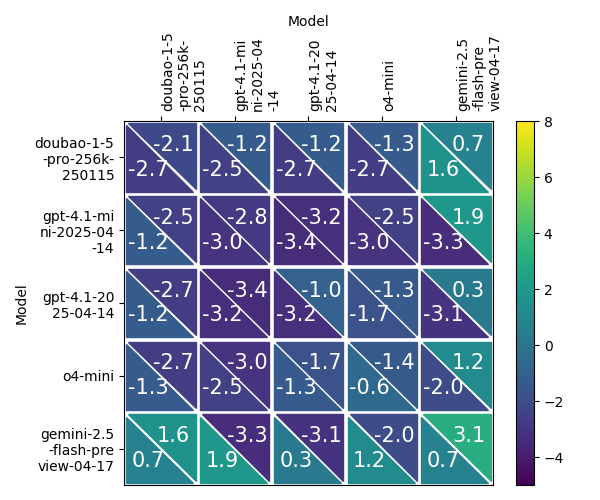 Model
doubao-1-5
-pro-256k-
250115
gpt-4.1-mi
ni-2025-04
-14
gpt-4.1-20
25-04-14
o4-mini
gemini-2.5
-flash-pre
view-04-17
Model
doubao-1-5
-pro-256k-
250115
-2.1 -1.2 -1.2 -1.3 0.7
-2.7 -2.5 -2.7 -2.7 1.6
gpt-4.1-mi
ni-2025-04
-14
-2.5 -2.8 -3.2 -2.5 1.9
-1.2 -3.0 -3.4 -3.0 -3.3
gpt-4.1-20
25-04-14
-2.7 -3.4 -1.0 -1.3 0.3
-1.2 -3.2 -3.2 -1.7 -3.1
o4-mini
-2.7 -3.0 -1.7 -1.4 1.2
-1.3 -2.5 -1.3 -0.6 -2.0
gemini-2.5
-flash-pre
view-04-17
1.6 -3.3 -3.1 -2.0 3.1
0.7 1.9 0.3 1.2 0.7
8
6
4
2
0
−2
−4